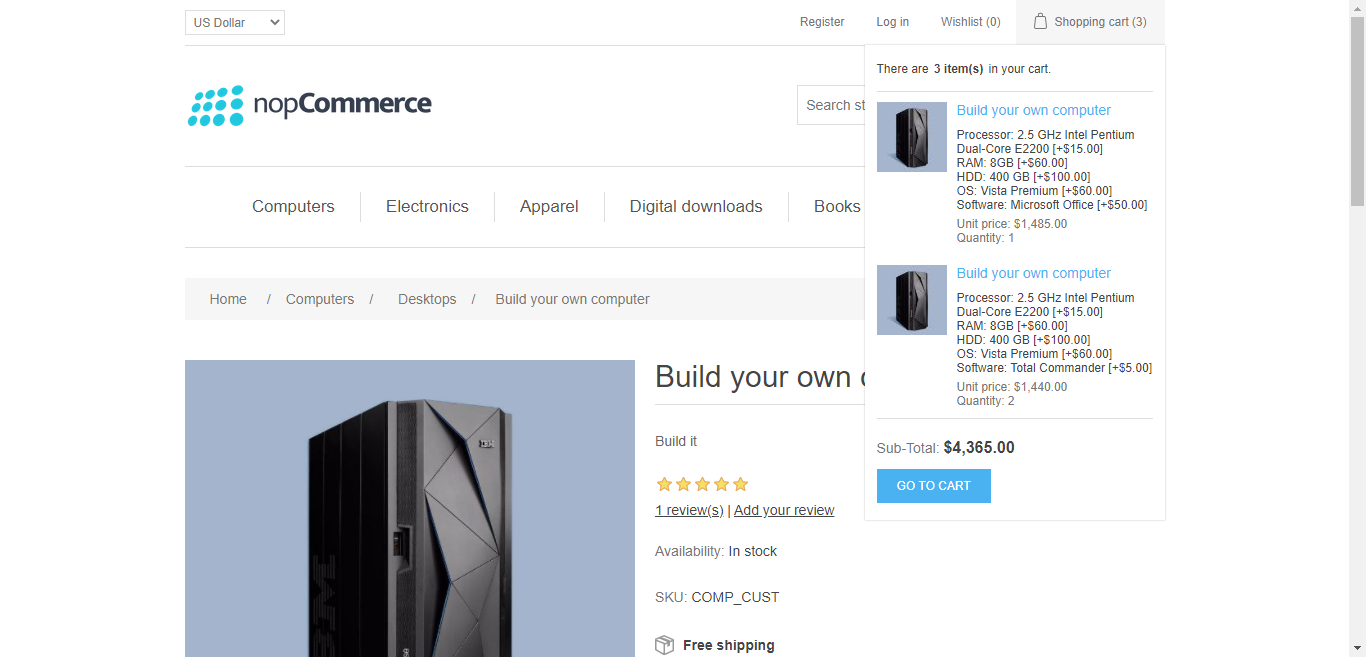 US Dollar
Register
Log in
Wishlist (0)
Shopping cart (3)
There are 3 item(s) in your cart.
nopCommerce
Search st
Build your own computer
Processor: 2.5 GHz Intel Pentium
Dual-Core E2200 [+$15.00]
RAM: 8GB [+$60.00]
HDD: 400 GB [+$100.00]
OS: Vista Premium [+$60.00]
Software: Microsoft Office [+$50.00]
Unit price: $1,485.00
Quantity: 1
Computers
Electronics
Apparel
Digital downloads
Books
Build your own computer
Processor: 2.5 GHz Intel Pentium
Dual-Core E2200 [+$15.00]
RAM: 8GB [+$60.00]
HDD: 400 GB [+$100.00]
OS: Vista Premium [+$60.00]
Software: Total Commander [+$5.00]
Unit price: $1,440.00
Quantity: 2
Sub-Total: $4,365.00
GO TO CART
Home / Computers / Desktops / Build your own computer
Build your own c
Build it
1 review(s) | Add your review
Availability: In stock
SKU: COMP_CUST
Free shipping
IBM
IBM